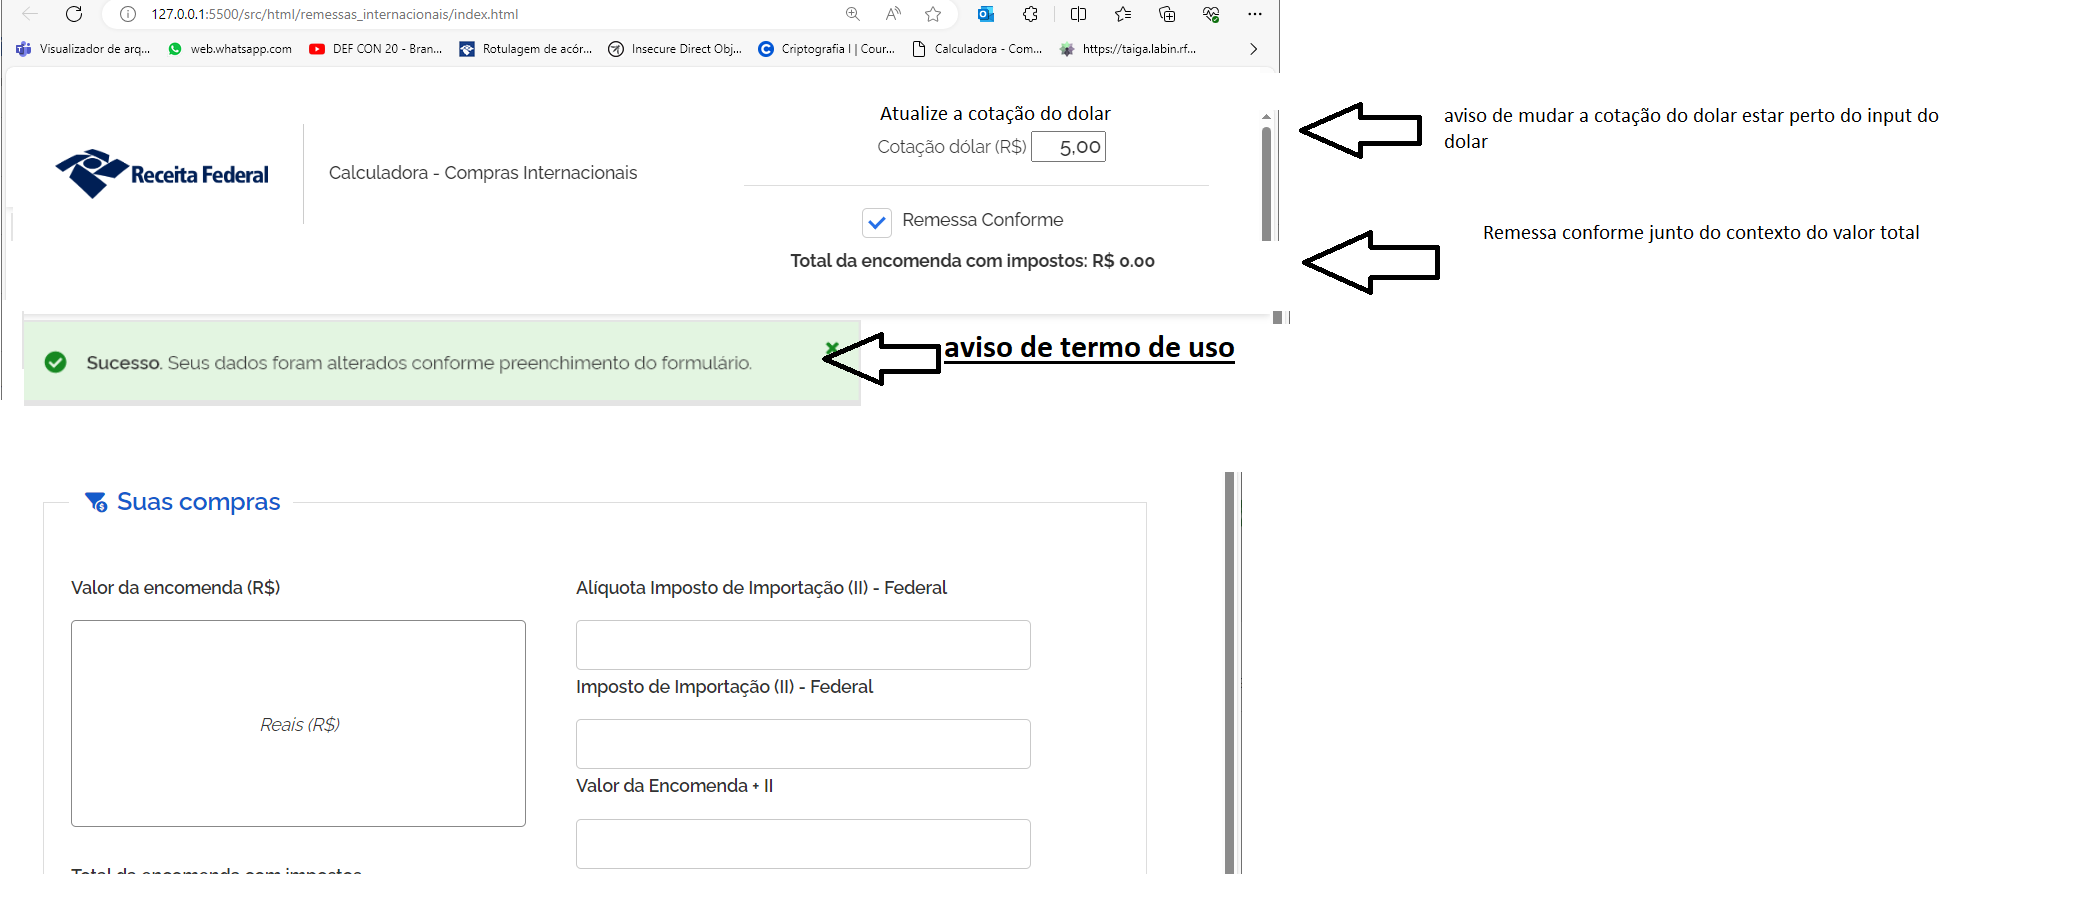 127.0.0.1:5500/src/html/remessas_internacionais/index.html
Visualizador de arq... web.whatsapp.com DEF CON 20 - Bran... Rotulagem de acór... Insecure Direct Obj... Criptografia I | Cour... Calculadora - Com... https://taiga.labin.rf...
Atualize a cotação do dolar
Cotação dólar (R$) 5,00
aviso de mudar a cotação do dolar estar perto do input do
dolar
Receita Federal
Calculadora - Compras Internacionais
Remessa Conforme
Remessa conforme junto do contexto do valor total
Total da encomenda com impostos: R$ 0.00
aviso de termo de uso
Sucesso. Seus dados foram alterados conforme preenchimento do formulário.
Suas compras
Valor da encomenda (R$)
Reais (R$)
Alíquota Imposto de Importação (II) - Federal
Imposto de Importação (II) - Federal
Valor da Encomenda + II
Total da encomenda com impostos